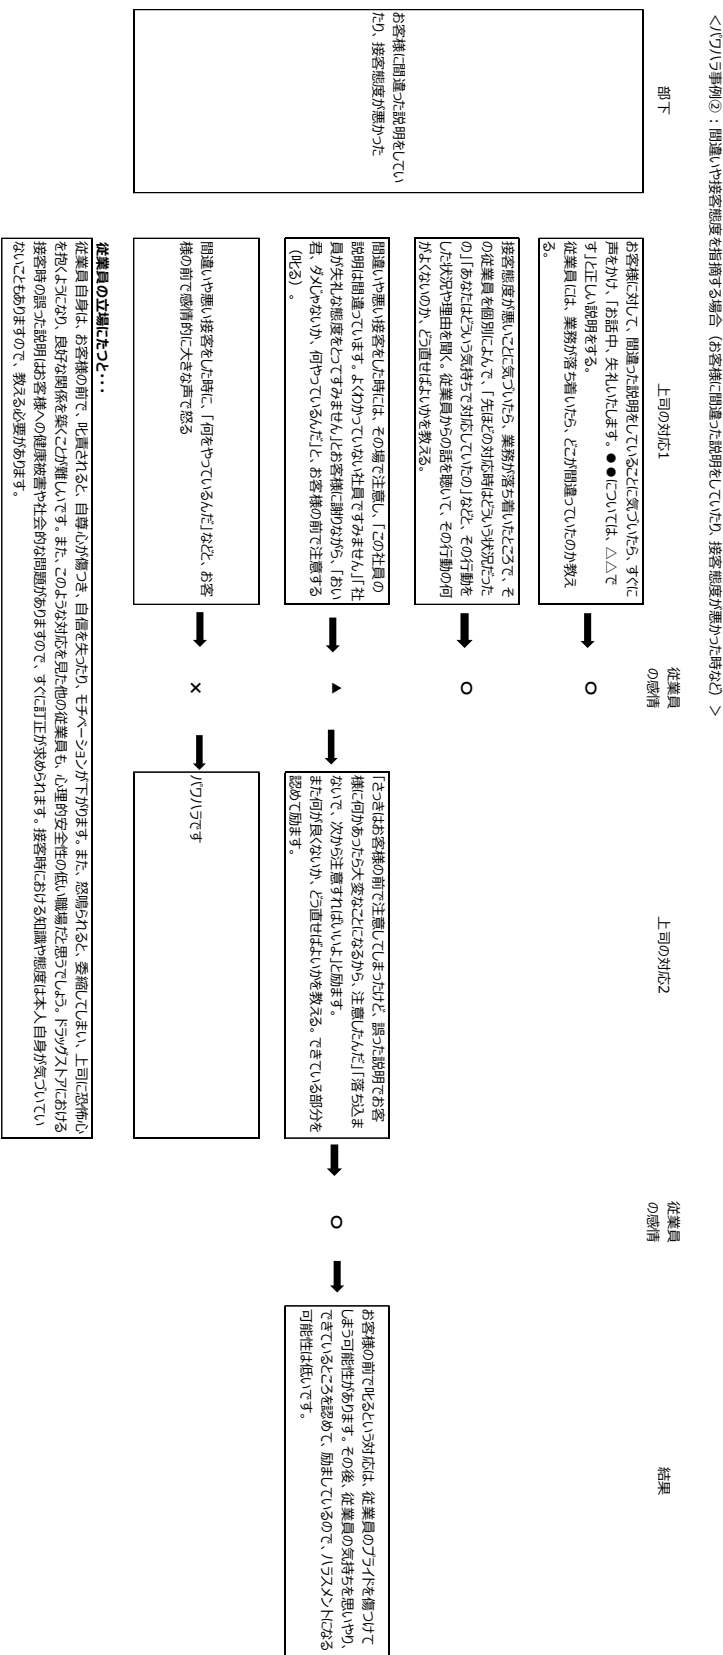 <パワハラ事例②:間違いや接客態度を指摘する場合(お客様に間違った説明をしていたり、接客態度が悪かった時など)>
部下
上司の対応1
従業員
の感情
上司の対応2
従業員
の感情
結果
お客様に間違った説明をしてい
たり、接客態度が悪かった
お客様に対して、間違った説明をしていることに気づいたら、すぐに
声をかけ、「お話中、失礼いたします。●●については、△△で
す」と正しい説明をする。
従業員には、業務が落ち着いたら、どこが間違っていたのか教え
る。
○
接客態度が悪いことに気づいたら、業務が落ち着いたところで、そ
の従業員を個別によんで、「先ほどの対応時はどういう状況だった
の」「あなたはどういう気持ちで対応していたの」などと、その行動を
した状況や理由を聞く。従業員からの話を聴いて、その行動の何
がよくないのか、どう直せばよいかを教える。
○
間違いや悪い接客をした時には、その場で注意し、「この社員の
説明は間違っています。よくわかっていない社員ですみません」「社
員が失礼な態度をとってすみません」とお客様に謝りながら、「おい
君、ダメじゃないか、何やっているんだ」と、お客様の前で注意する
(叱る)。
▲
「さっきはお客様の前で注意してしまったけど、誤った説明でお客
様に何かあったら大変なことになるから、注意したんだ」「落ち込ま
ないで、次から注意すればいいよ」と励ます。
また何が良くないか、どう直せばよいかを教える。できている部分を
認めて励ます。
○
お客様の前で叱るという対応は、従業員のプライドを傷つけて
しまう可能性があります。その後、従業員の気持ちを思いやり、
できているところを認めて、励ましているので、ハラスメントになる
可能性は低いです。
間違いや悪い接客をした時に、「何をやっているんだ」などと、お客
様の前で感情的に大きな声で怒る
×
パワハラです
従業員の立場にたつと・・・
従業員自身は、お客様の前で、叱責されると、自尊心が傷つき、自信を失ったり、モチベーションが下がります。また、怒鳴られると、委縮してしまい、上司に恐怖心
を抱くようになり、良好な関係を築くことが難しいです。また、このような対応を見た他の従業員も、心理的安全性の低い職場だと思うでしょう。ドラッグストアにおける
接客時の誤った説明はお客様への健康被害や社会的な問題がありますので、すぐに訂正が求められます。接客時における知識や態度は本人自身が気づいてい
ないこともありますので、教える必要があります。